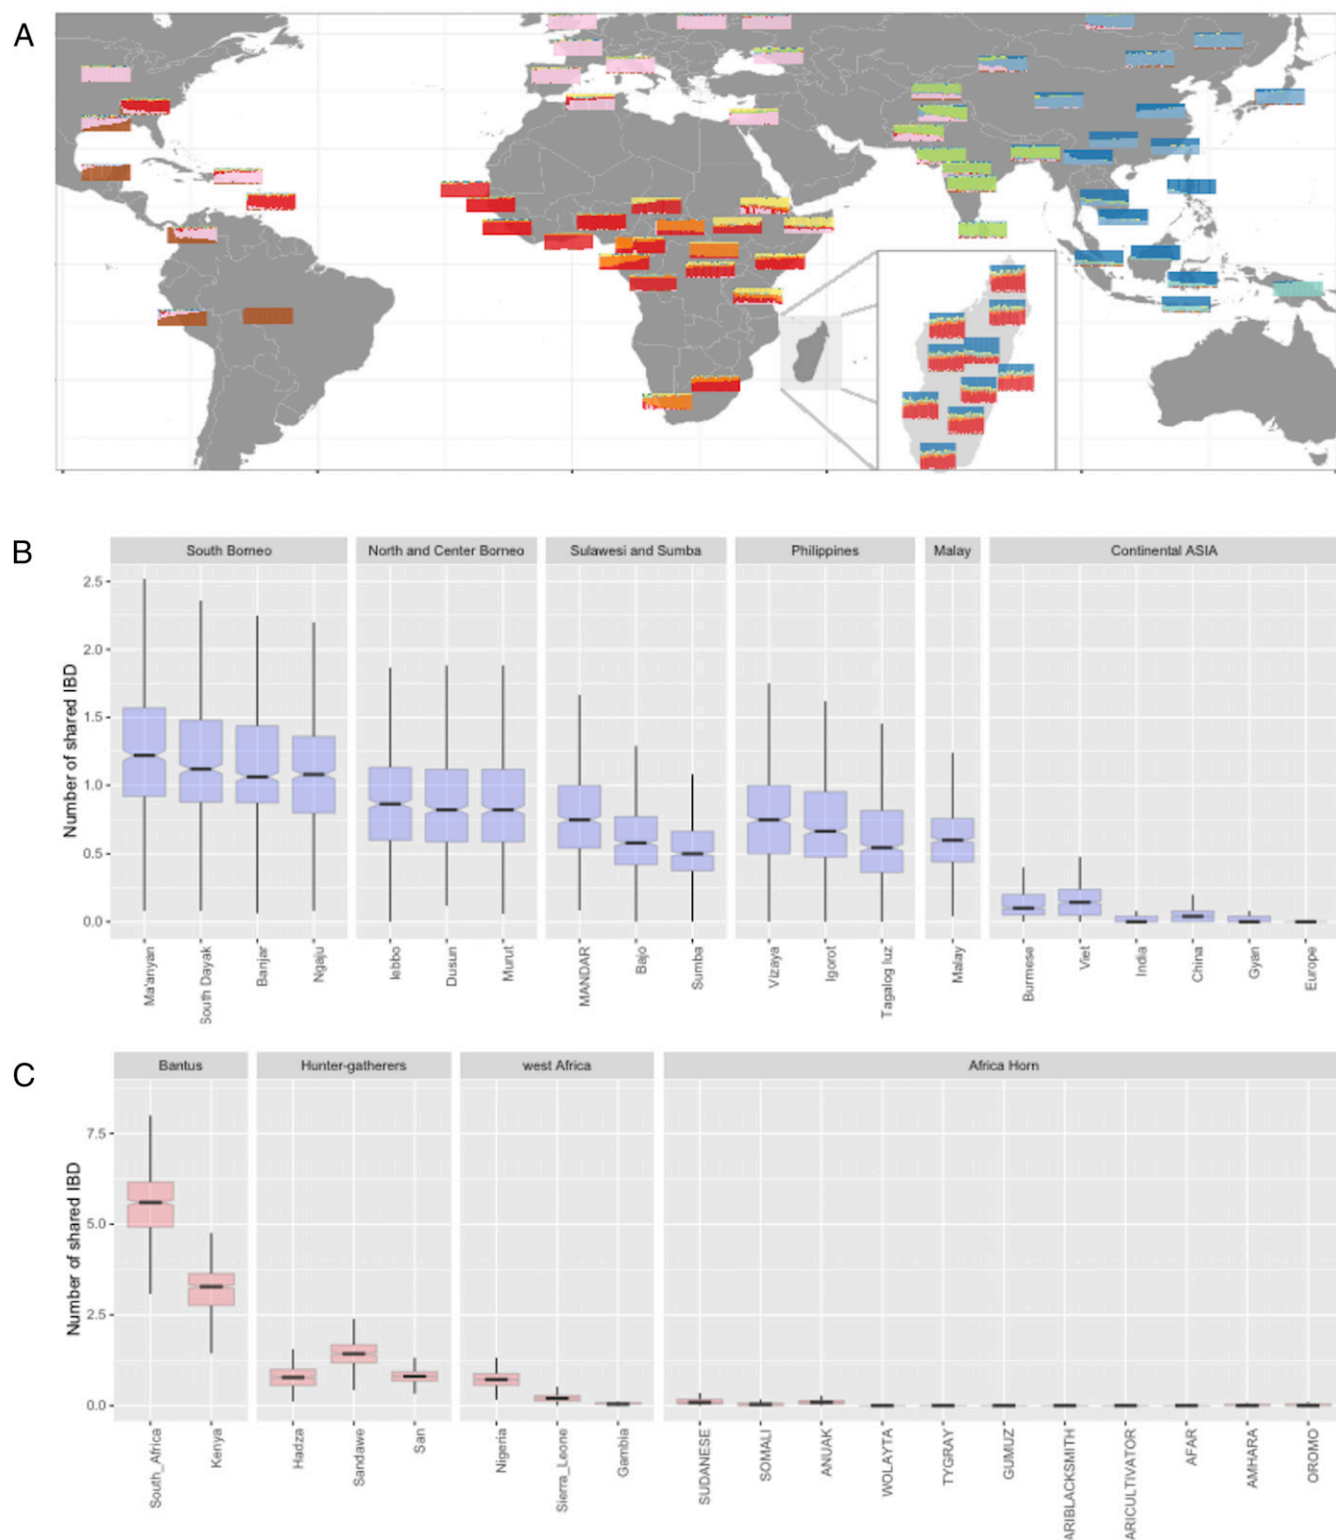 A
B
South Borneo North and Center Borneo Sulawesi and Sumba Philippines Malay Continental ASIA
Number of shared IBD
2.5
2.0
1.5
1.0
0.5
0.0
Ma'anyan South Dayak Banjar Ngaju lebbo Dusun Murut MANDAR Bajo Sumba Vizaya Igorot Tagalog luz Malay Burmese Viet India China Gyan Europe
C
Bantus Hunter-gatherers west Africa Africa Horn
Number of shared IBD
7.5
5.0
2.5
0.0
South_Africa Kenya Hadza Sandawe San Nigeria Sierra_Leone Gambia SUDANESE SOMALI ANUAK WOLAYTA TYGRAY GUMUZ ARIBLACKSMITH ARICULTIVATOR AFAR AMHARA OROMO